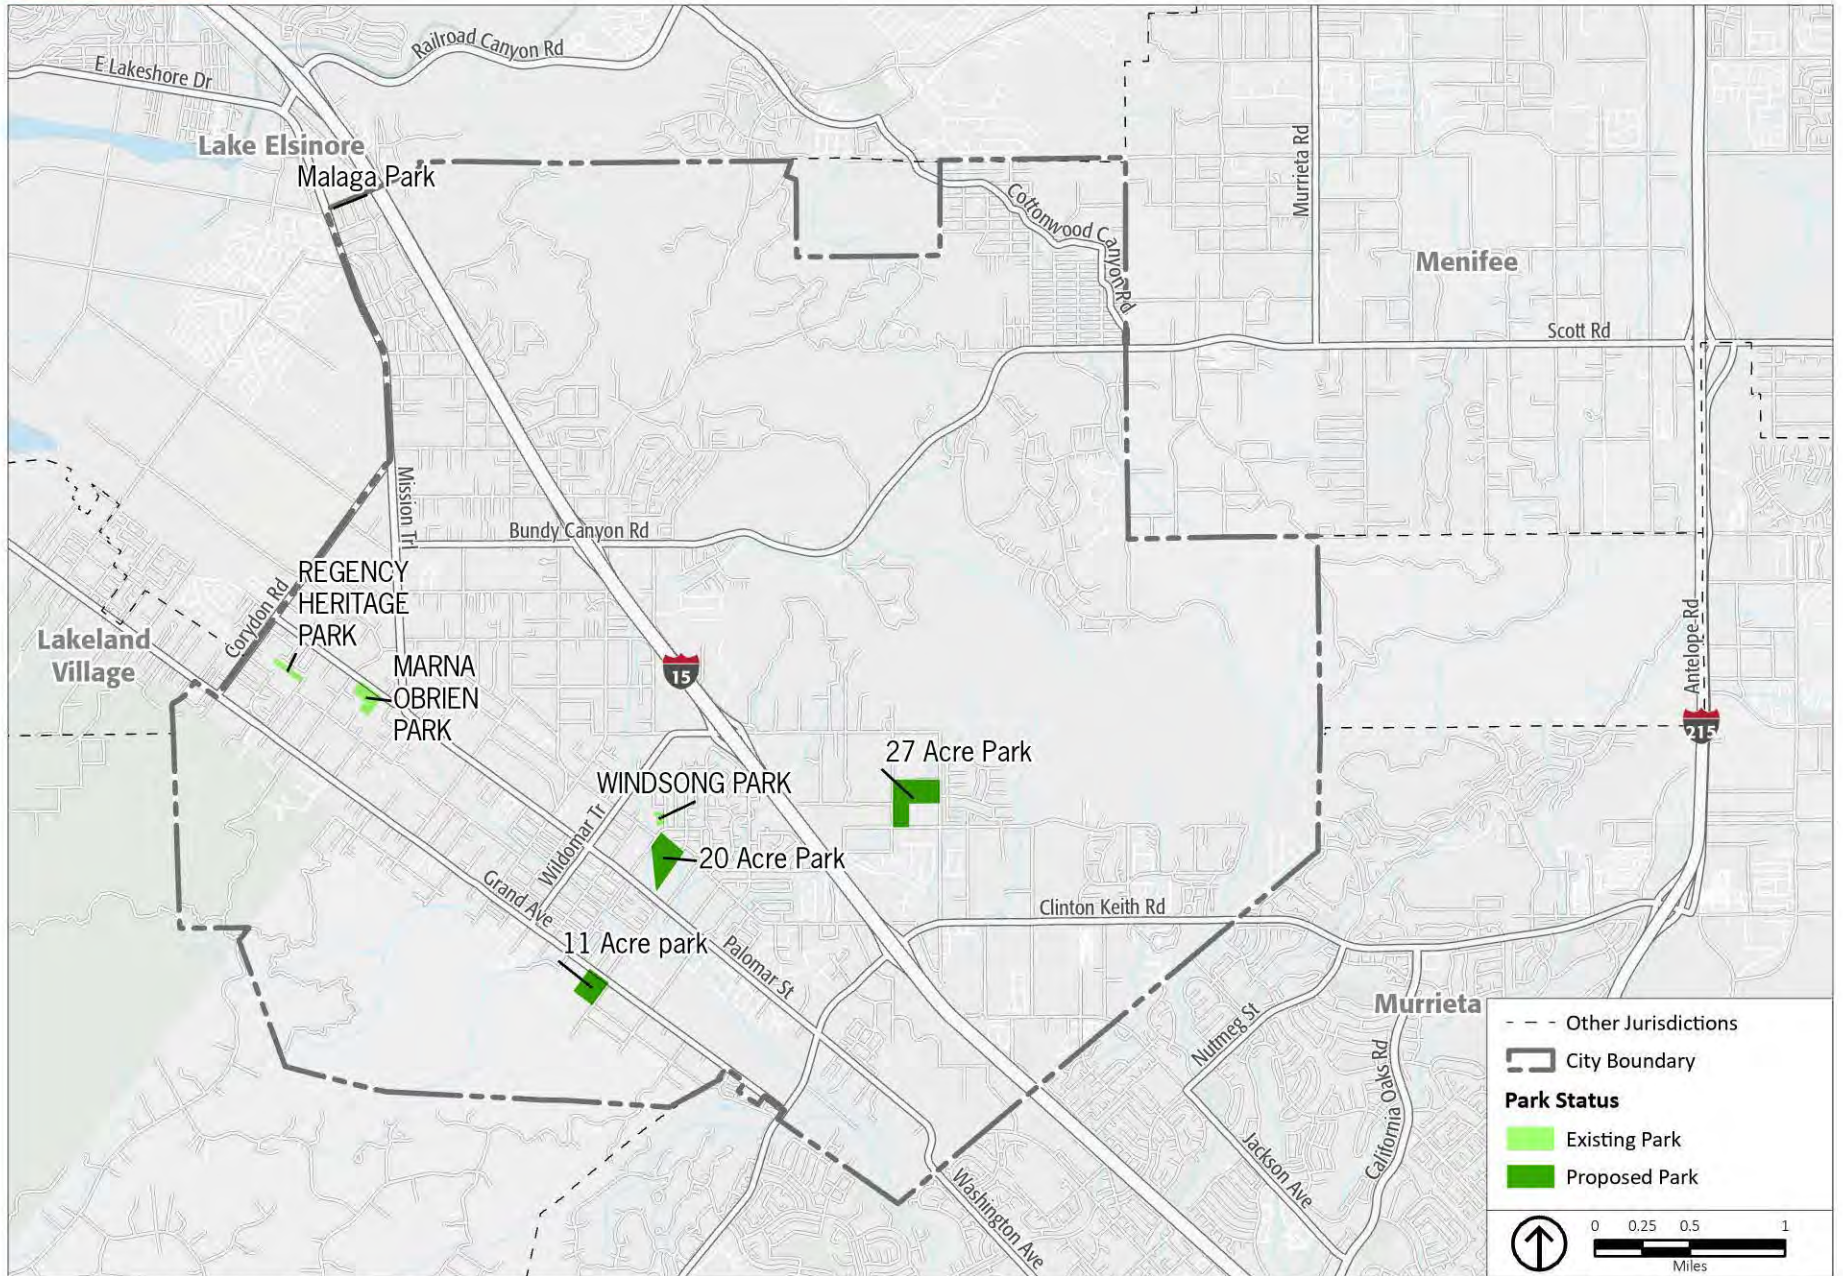 Railroad Canyon Rd
E Lakeshore Dr
Lake Elsinore
Malaga Park
Murrieta Rd
Cottonwood Canyon Rd
Menifee
Scott Rd
Mission Trl
Bundy Canyon Rd
REGENCY
HERITAGE
PARK
Corydon Rd
Lakeland
Village
MARNA
OBRIEN
PARK
15
Antelope Rd
215
27 Acre Park
WINDSONG PARK
Wildomar Tr
20 Acre Park
Grand Ave
Clinton Keith Rd
11 Acre park
Palomar St
Murrieta
Nutmeg St
California Oaks Rd
Jackson Ave
Washington Ave
Other Jurisdictions
City Boundary
Park Status
Existing Park
Proposed Park
0 0.25 0.5 1
Miles